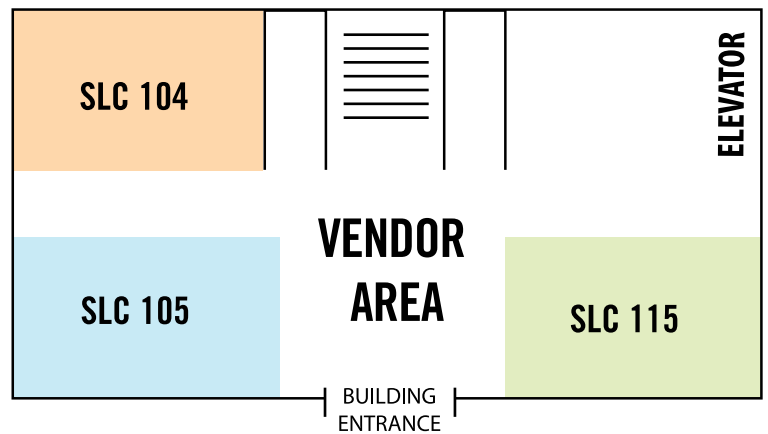 SLC 104
ELEVATOR
VENDOR
AREA
SLC 105
SLC 115
BUILDING
ENTRANCE